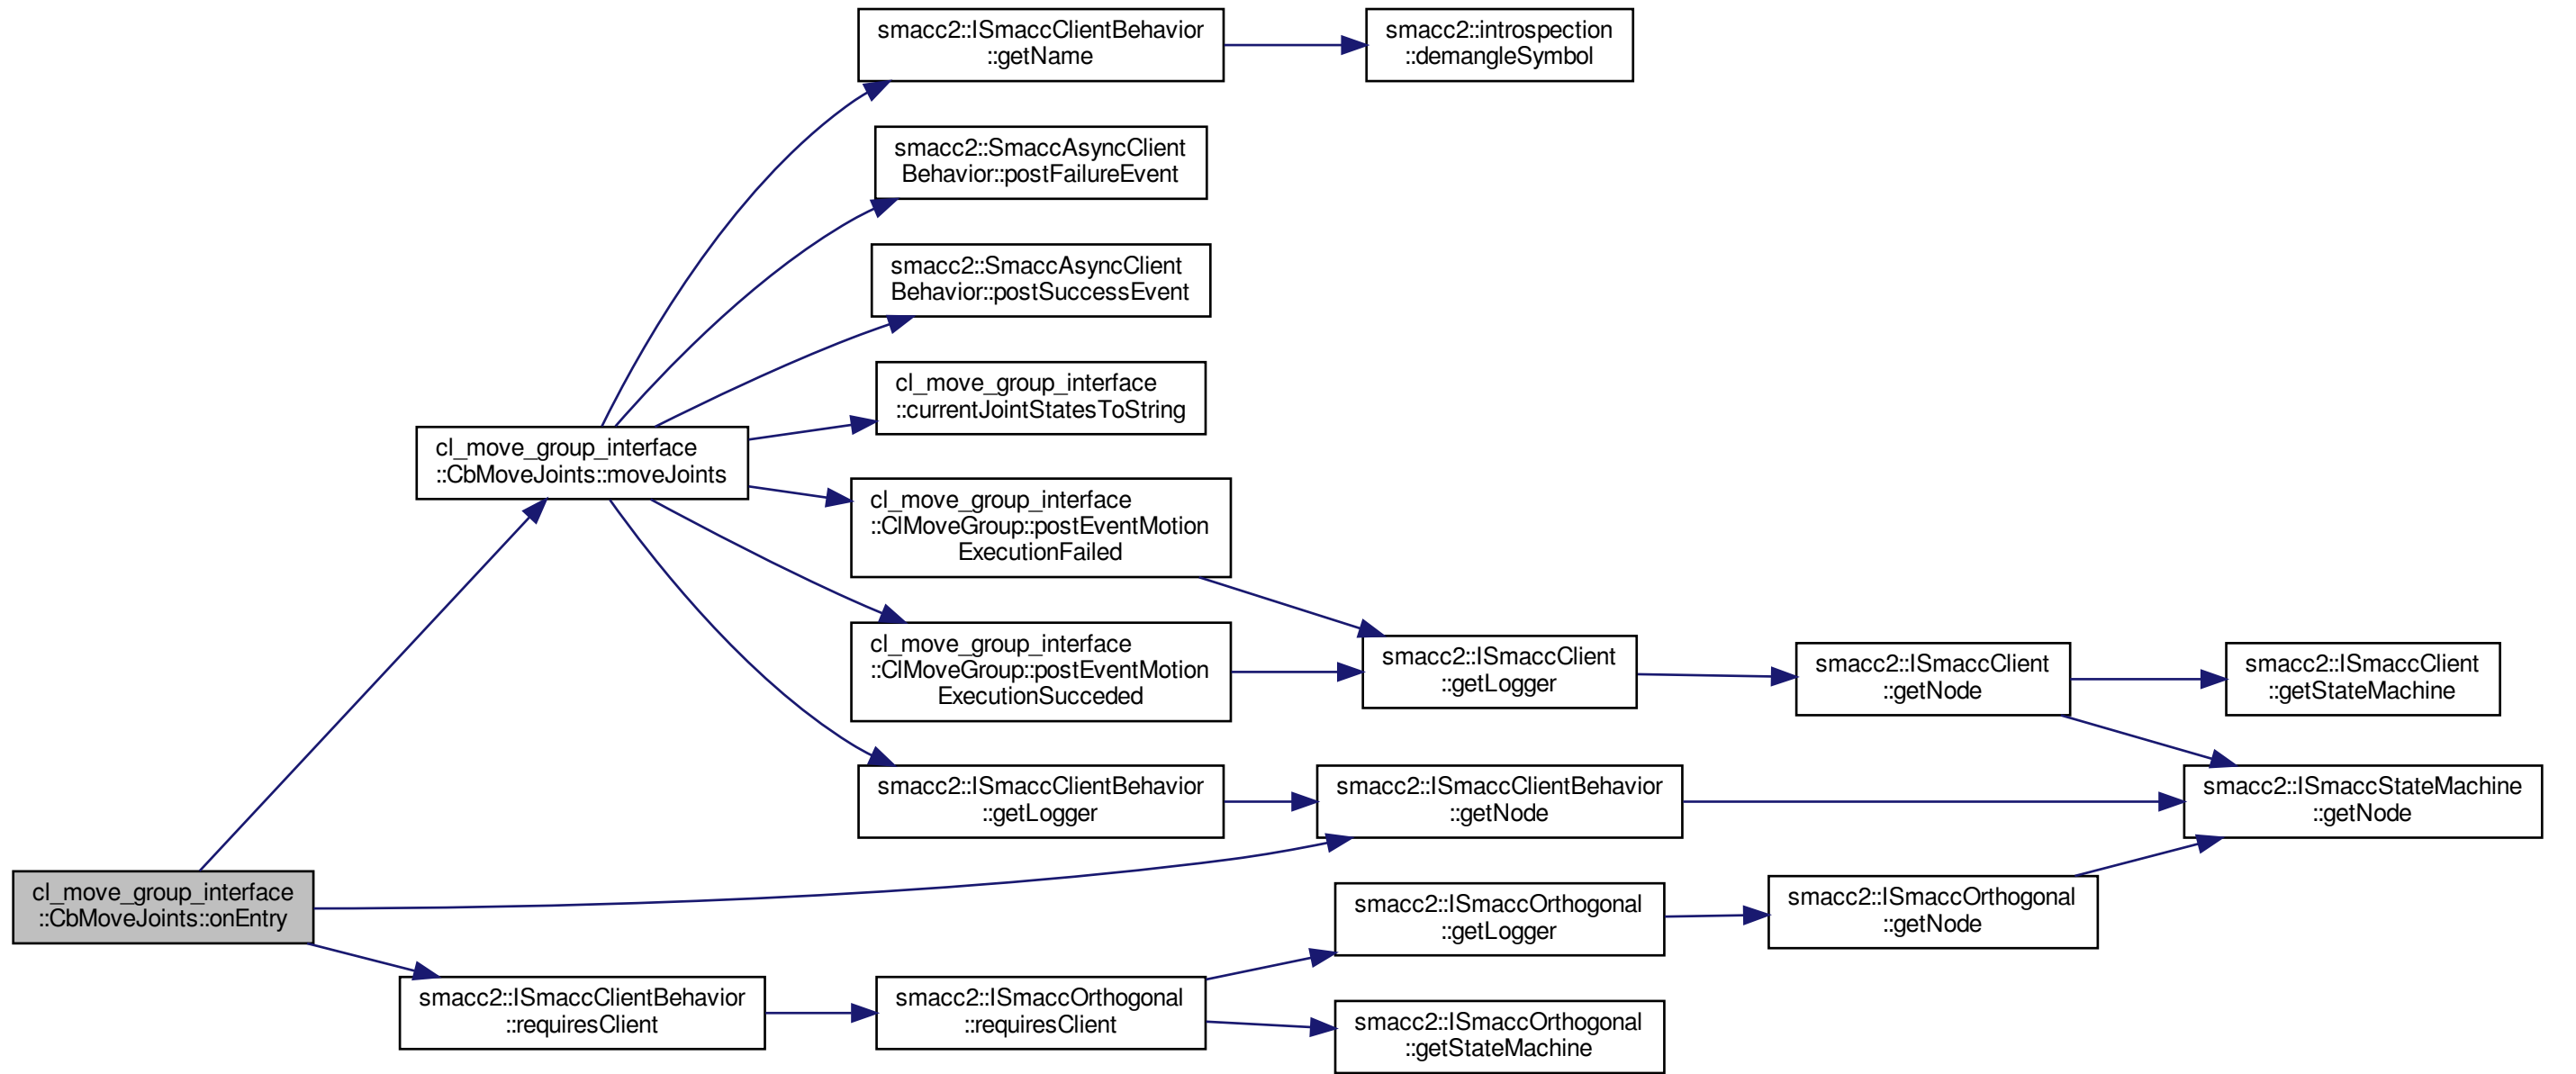 smacc2::ISmaccClientBehavior
::getName
smacc2::introspection
::demangleSymbol
smacc2::SmaccAsyncClient
Behavior::postFailureEvent
smacc2::SmaccAsyncClient
Behavior::postSuccessEvent
cl_move_group_interface
::currentJointStatesToString
cl_move_group_interface
::CbMoveJoints::moveJoints
cl_move_group_interface
::ClMoveGroup::postEventMotion
ExecutionFailed
cl_move_group_interface
::ClMoveGroup::postEventMotion
ExecutionSucceded
smacc2::ISmaccClient
::getLogger
smacc2::ISmaccClient
::getNode
smacc2::ISmaccClient
::getStateMachine
smacc2::ISmaccClientBehavior
::getLogger
smacc2::ISmaccClientBehavior
::getNode
smacc2::ISmaccStateMachine
::getNode
cl_move_group_interface
::CbMoveJoints::onEntry
smacc2::ISmaccOrthogonal
::getLogger
smacc2::ISmaccOrthogonal
::getNode
smacc2::ISmaccClientBehavior
::requiresClient
smacc2::ISmaccOrthogonal
::requiresClient
smacc2::ISmaccOrthogonal
::getStateMachine